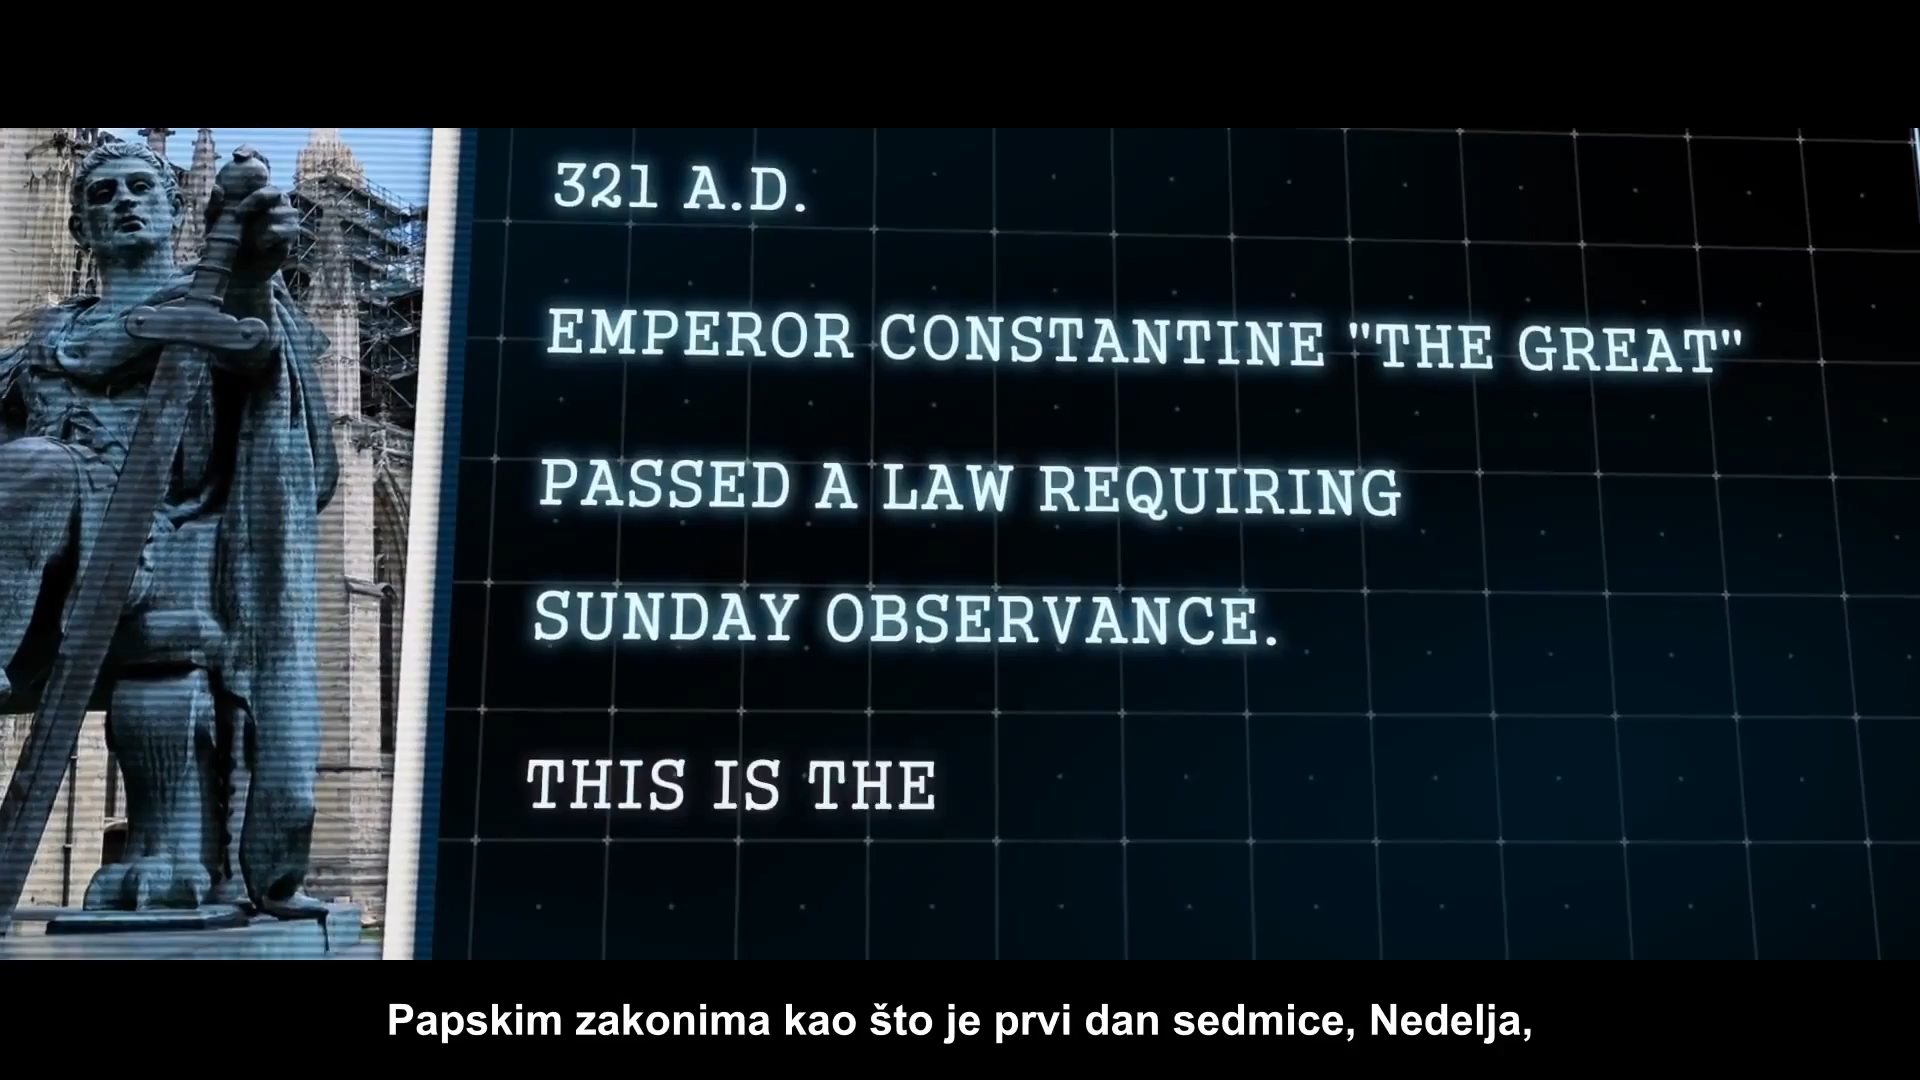 321 A.D.
EMPEROR CONSTANTINE "THE GREAT"
PASSED A LAW REQUIRING
SUNDAY OBSERVANCE.
THIS IS THE
Papskim zakonima kao što je prvi dan sedmice, Nedelja,